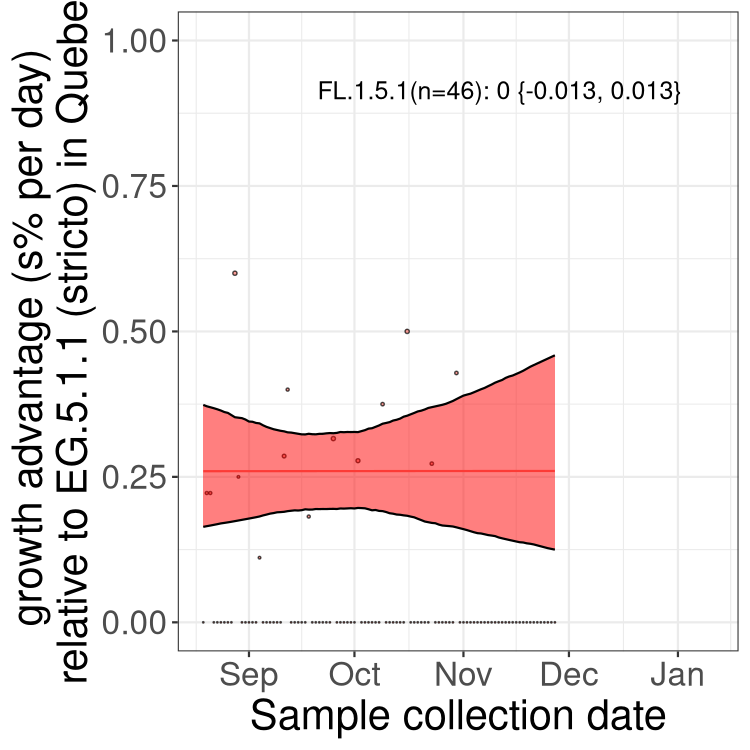 growth advantage (s% per day)
relative to EG.5.1.1 (stricto) in Quebe
1.00
0.75
0.50
0.25
0.00
FL.1.5.1(n=46): 0 {-0.013, 0.013}
Sep Oct Nov Dec Jan
Sample collection date